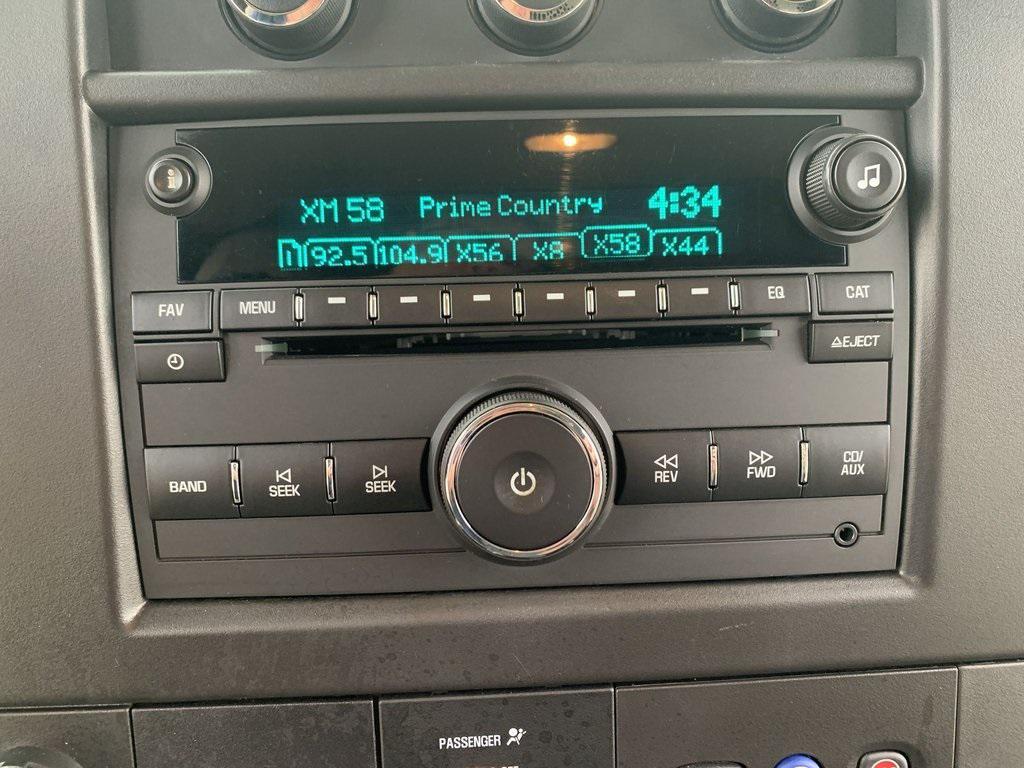 XM 58 Prime Country 4:34
92.5 104.9 X56 X8 X58 X44
FAV MENU EQ CAT
EJECT
BAND SEEK SEEK REV FWD CD/
AUX
PASSENGER